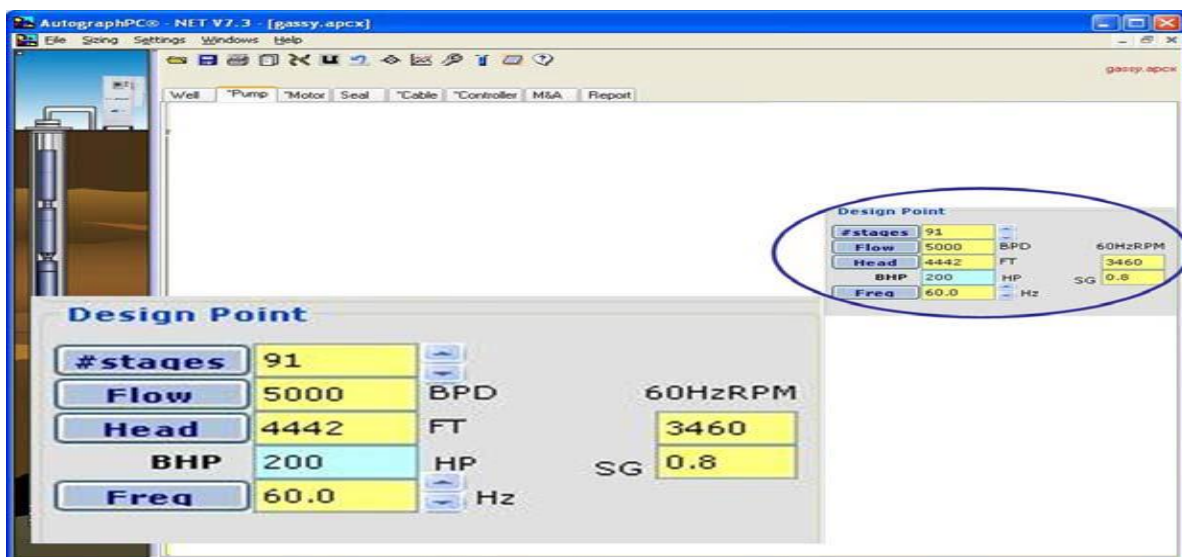 AutographPC® - NET V7.3 - [gassy.apcx]
File Sizing Settings Windows Help
gassy.apcx
Well *Pump *Motor Seal *Cable *Controller M&A Report
Design Point
#stages 91
Flow 5000 BPD 60HzRPM
Head 4442 FT 3460
BHP 200 HP SG 0.8
Freq 60.0 Hz
Design Point
#stages 91
Flow 5000 BPD 60HzRPM
Head 4442 FT 3460
BHP 200 HP SG 0.8
Freq 60.0 Hz